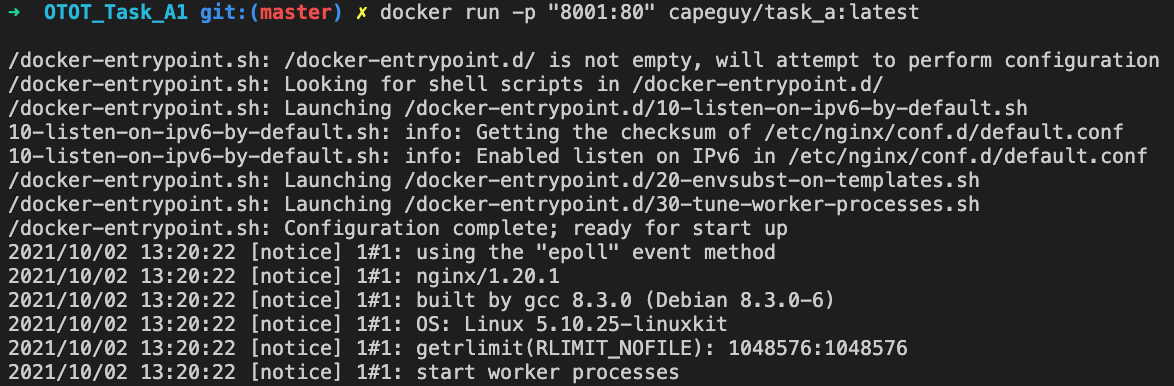 ➜  OTOT_Task_A1 git:(master) ✗ docker run -p "8001:80" capeguy/task_a:latest
/docker-entrypoint.sh: /docker-entrypoint.d/ is not empty, will attempt to perform configuration
/docker-entrypoint.sh: Looking for shell scripts in /docker-entrypoint.d/
/docker-entrypoint.sh: Launching /docker-entrypoint.d/10-listen-on-ipv6-by-default.sh
10-listen-on-ipv6-by-default.sh: info: Getting the checksum of /etc/nginx/conf.d/default.conf
10-listen-on-ipv6-by-default.sh: info: Enabled listen on IPv6 in /etc/nginx/conf.d/default.conf
/docker-entrypoint.sh: Launching /docker-entrypoint.d/20-envsubst-on-templates.sh
/docker-entrypoint.sh: Launching /docker-entrypoint.d/30-tune-worker-processes.sh
/docker-entrypoint.sh: Configuration complete; ready for start up
2021/10/02 13:20:22 [notice] 1#1: using the "epoll" event method
2021/10/02 13:20:22 [notice] 1#1: nginx/1.20.1
2021/10/02 13:20:22 [notice] 1#1: built by gcc 8.3.0 (Debian 8.3.0-6)
2021/10/02 13:20:22 [notice] 1#1: OS: Linux 5.10.25-linuxkit
2021/10/02 13:20:22 [notice] 1#1: getrlimit(RLIMIT_NOFILE): 1048576:1048576
2021/10/02 13:20:22 [notice] 1#1: start worker processes